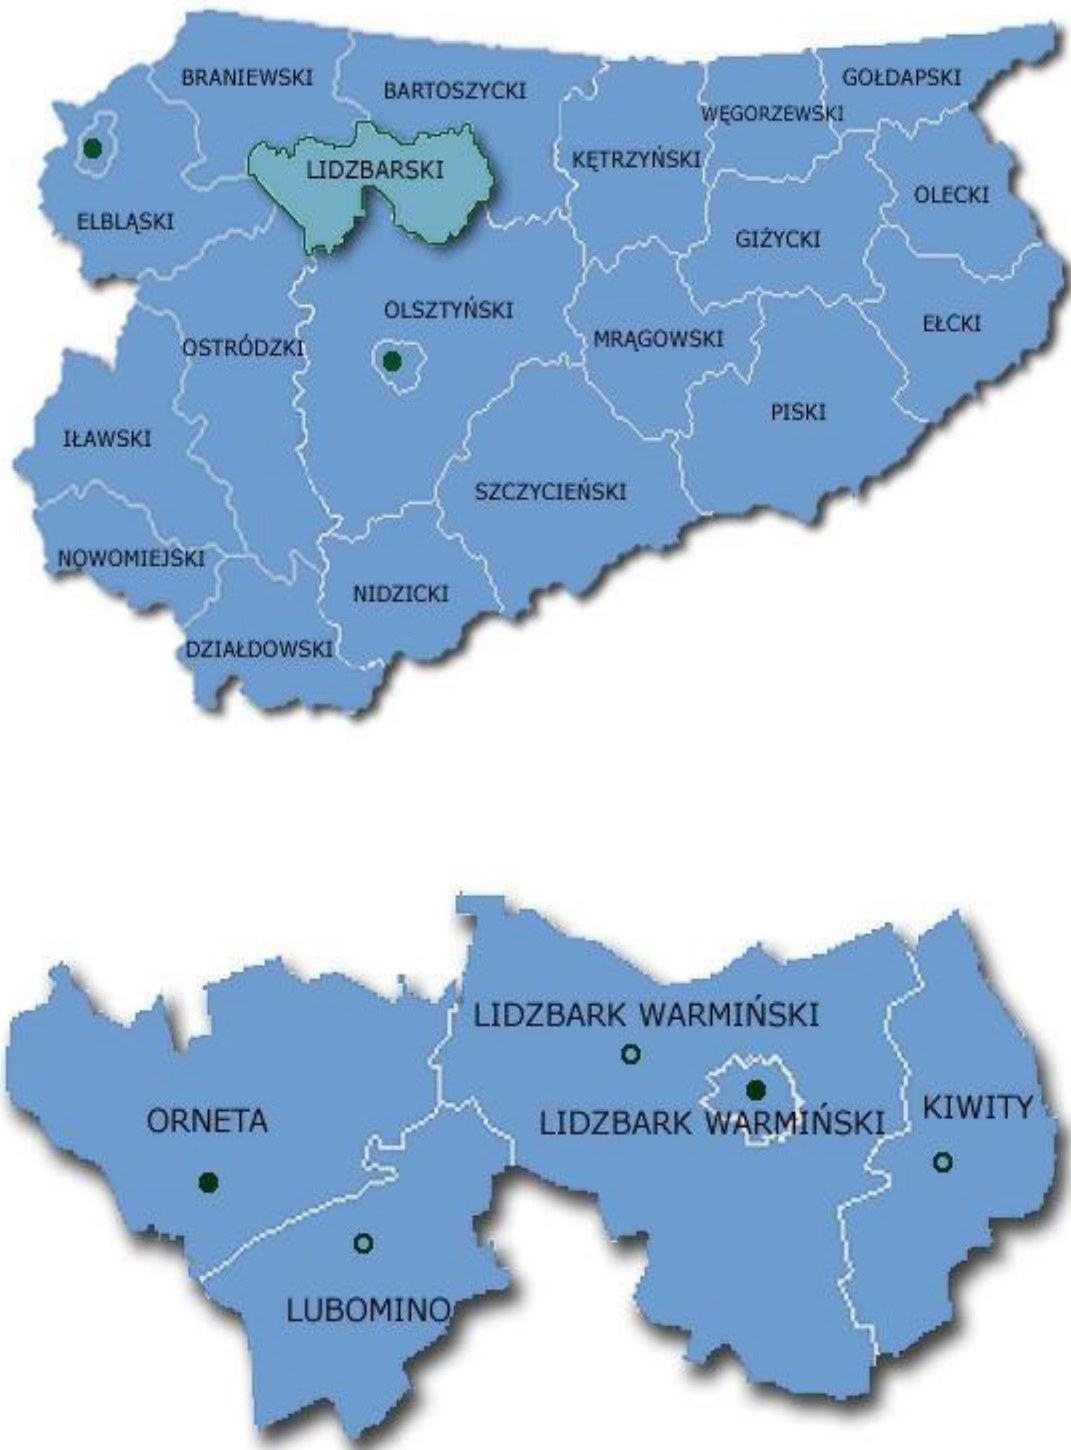 BRANIEWSKI
BARTOSZYCKI
GOŁDAPSKI
WĘGORZEWSKI
KĘTRZYŃSKI
LIDZBARSKI
OLECKI
ELBLĄSKI
GIŻYCKI
OLSZTYŃSKI
EŁCKI
MRĄGOWSKI
OSTRÓDZKI
PISKI
IŁAWSKI
SZCZYCIEŃSKI
NOWOMIEJSKI
NIDZICKI
DZIAŁDOWSKI
LIDZBARK WARMIŃSKI
KIWITY
ORNETA
LIDZBARK WARMIŃSKI
LUBOMINO